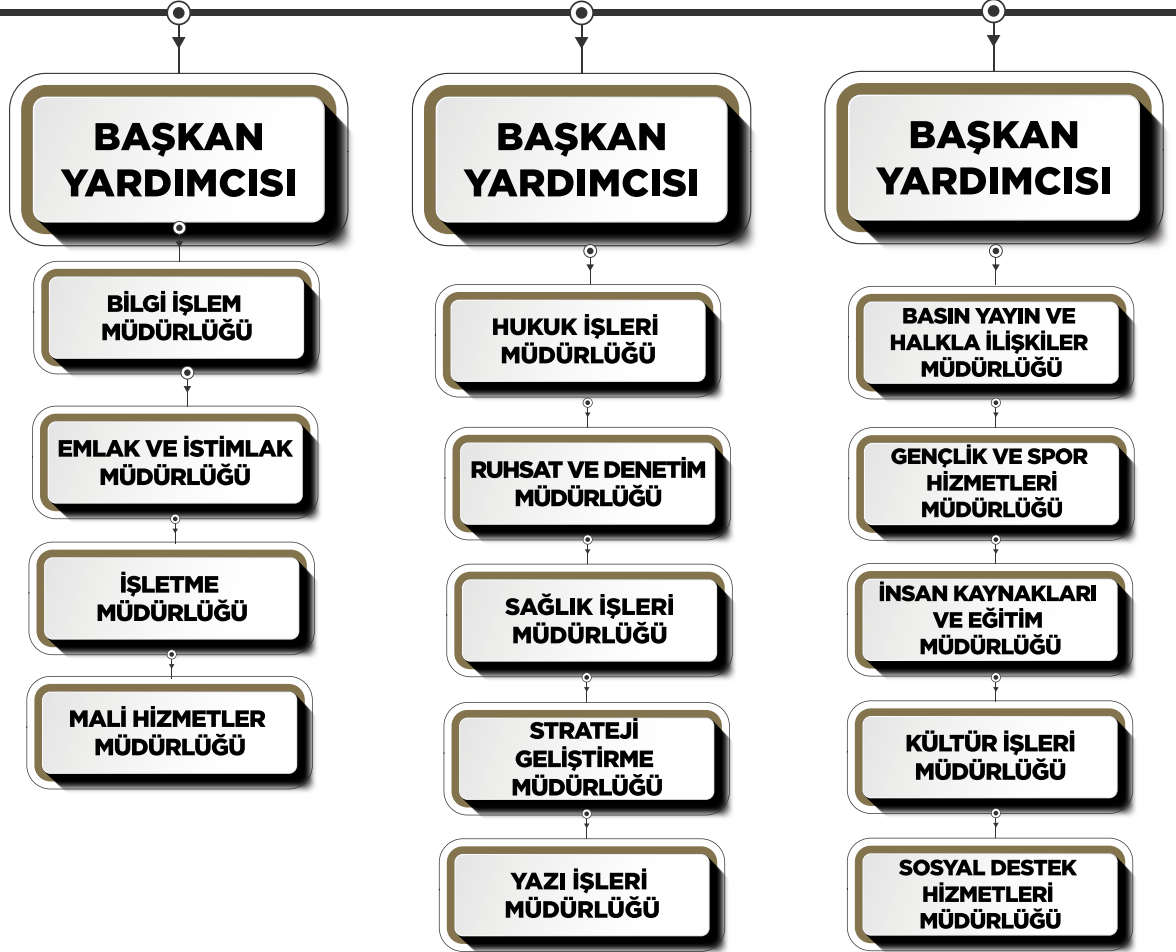 BAŞKAN
YARDIMCISI
BİLGİ İŞLEM
MÜDÜRLÜĞÜ
EMLAK VE İSTİMLAK
MÜDÜRLÜĞÜ
İŞLETME
MÜDÜRLÜĞÜ
MALİ HİZMETLER
MÜDÜRLÜĞÜ
BAŞKAN
YARDIMCISI
HUKUK İŞLERİ
MÜDÜRLÜĞÜ
RUHSAT VE DENETİM
MÜDÜRLÜĞÜ
SAĞLIK İŞLERİ
MÜDÜRLÜĞÜ
STRATEJİ
GELİŞTİRME
MÜDÜRLÜĞÜ
YAZI İŞLERİ
MÜDÜRLÜĞÜ
BAŞKAN
YARDIMCISI
BASIN YAYIN VE
HALKLA İLİŞKİLER
MÜDÜRLÜĞÜ
GENÇLİK VE SPOR
HİZMETLERİ
MÜDÜRLÜĞÜ
İNSAN KAYNAKLARI
VE EĞİTİM
MÜDÜRLÜĞÜ
KÜLTÜR İŞLERİ
MÜDÜRLÜĞÜ
SOSYAL DESTEK
HİZMETLERİ
MÜDÜRLÜĞÜ